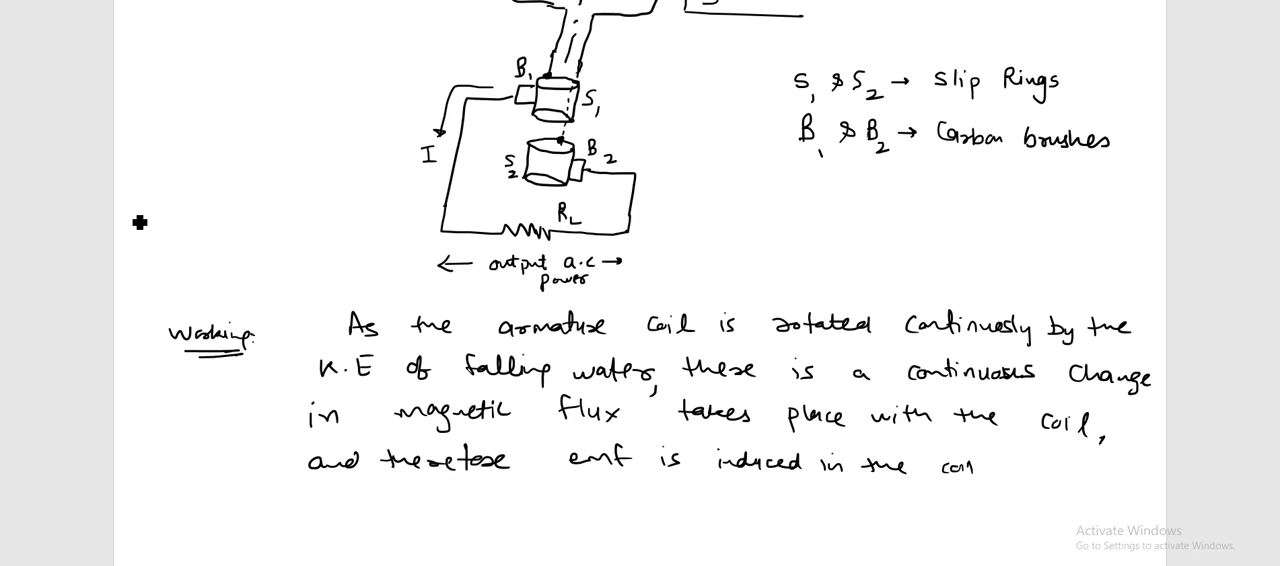 B1
S1
S1 & S2 → Slip Rings
B1 & B2 → Carbon brushes
I
S2
B2
RL
← output a.c →
power
Working:
As the armature coil is rotated continuesly by the
K.E of falling water, there is a continuous change
in magnetic flux takes place with the coil,
and therefore emf is induced in the coil
Activate Windows
Go to Settings to activate Windows.